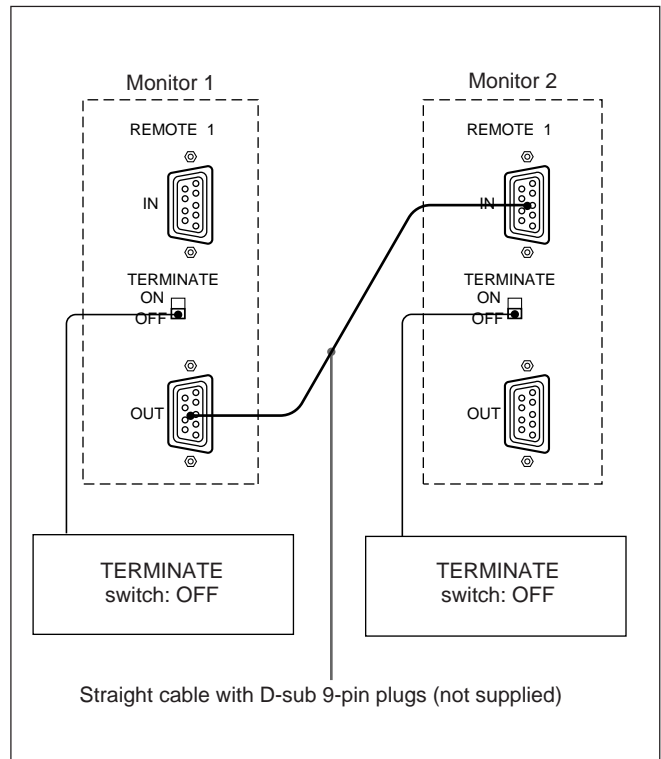 Monitor 1
REMOTE 1
IN
TERMINATE
ON
OFF
OUT
TERMINATE
switch: OFF
Monitor 2
REMOTE 1
IN
TERMINATE
ON
OFF
OUT
TERMINATE
switch: OFF
Straight cable with D-sub 9-pin plugs (not supplied)